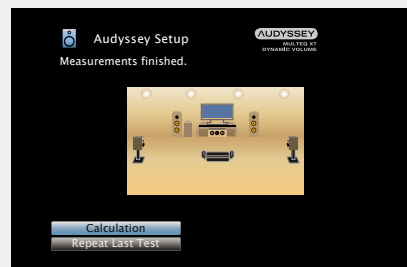 Audyssey Setup
AUDYSSEY
MULTEQ XT
DYNAMIC VOLUME
Measurements finished.
Calculation
Repeat Last Test